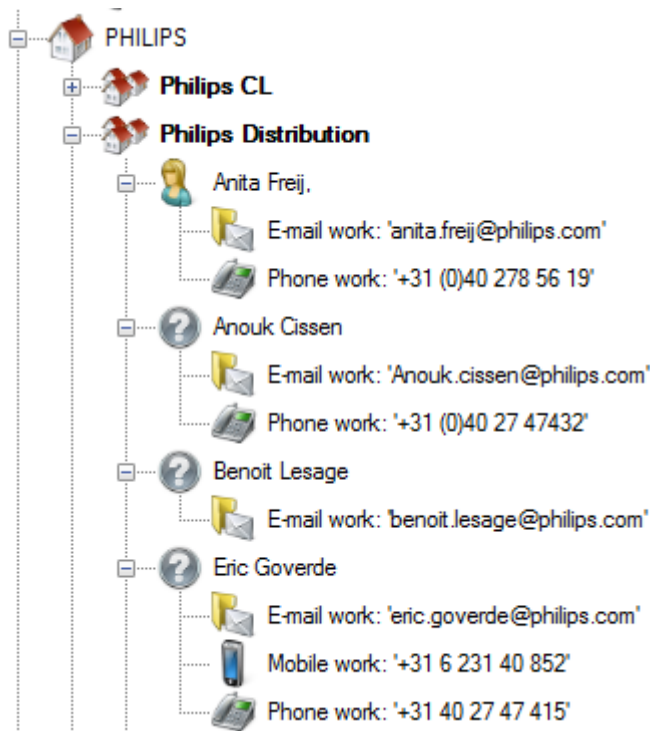 PHILIPS
Philips CL
Philips Distribution
Anita Freij,
E-mail work: 'anita.freij@philips.com'
Phone work: '+31 (0)40 278 56 19'
Anouk Cissen
E-mail work: 'Anouk.cissen@philips.com'
Phone work: '+31 (0)40 27 47432'
Benoit Lesage
E-mail work: 'benoit.lesage@philips.com'
Eric Goverde
E-mail work: 'eric.goverde@philips.com'
Mobile work: '+31 6 231 40 852'
Phone work: '+31 40 27 47 415'